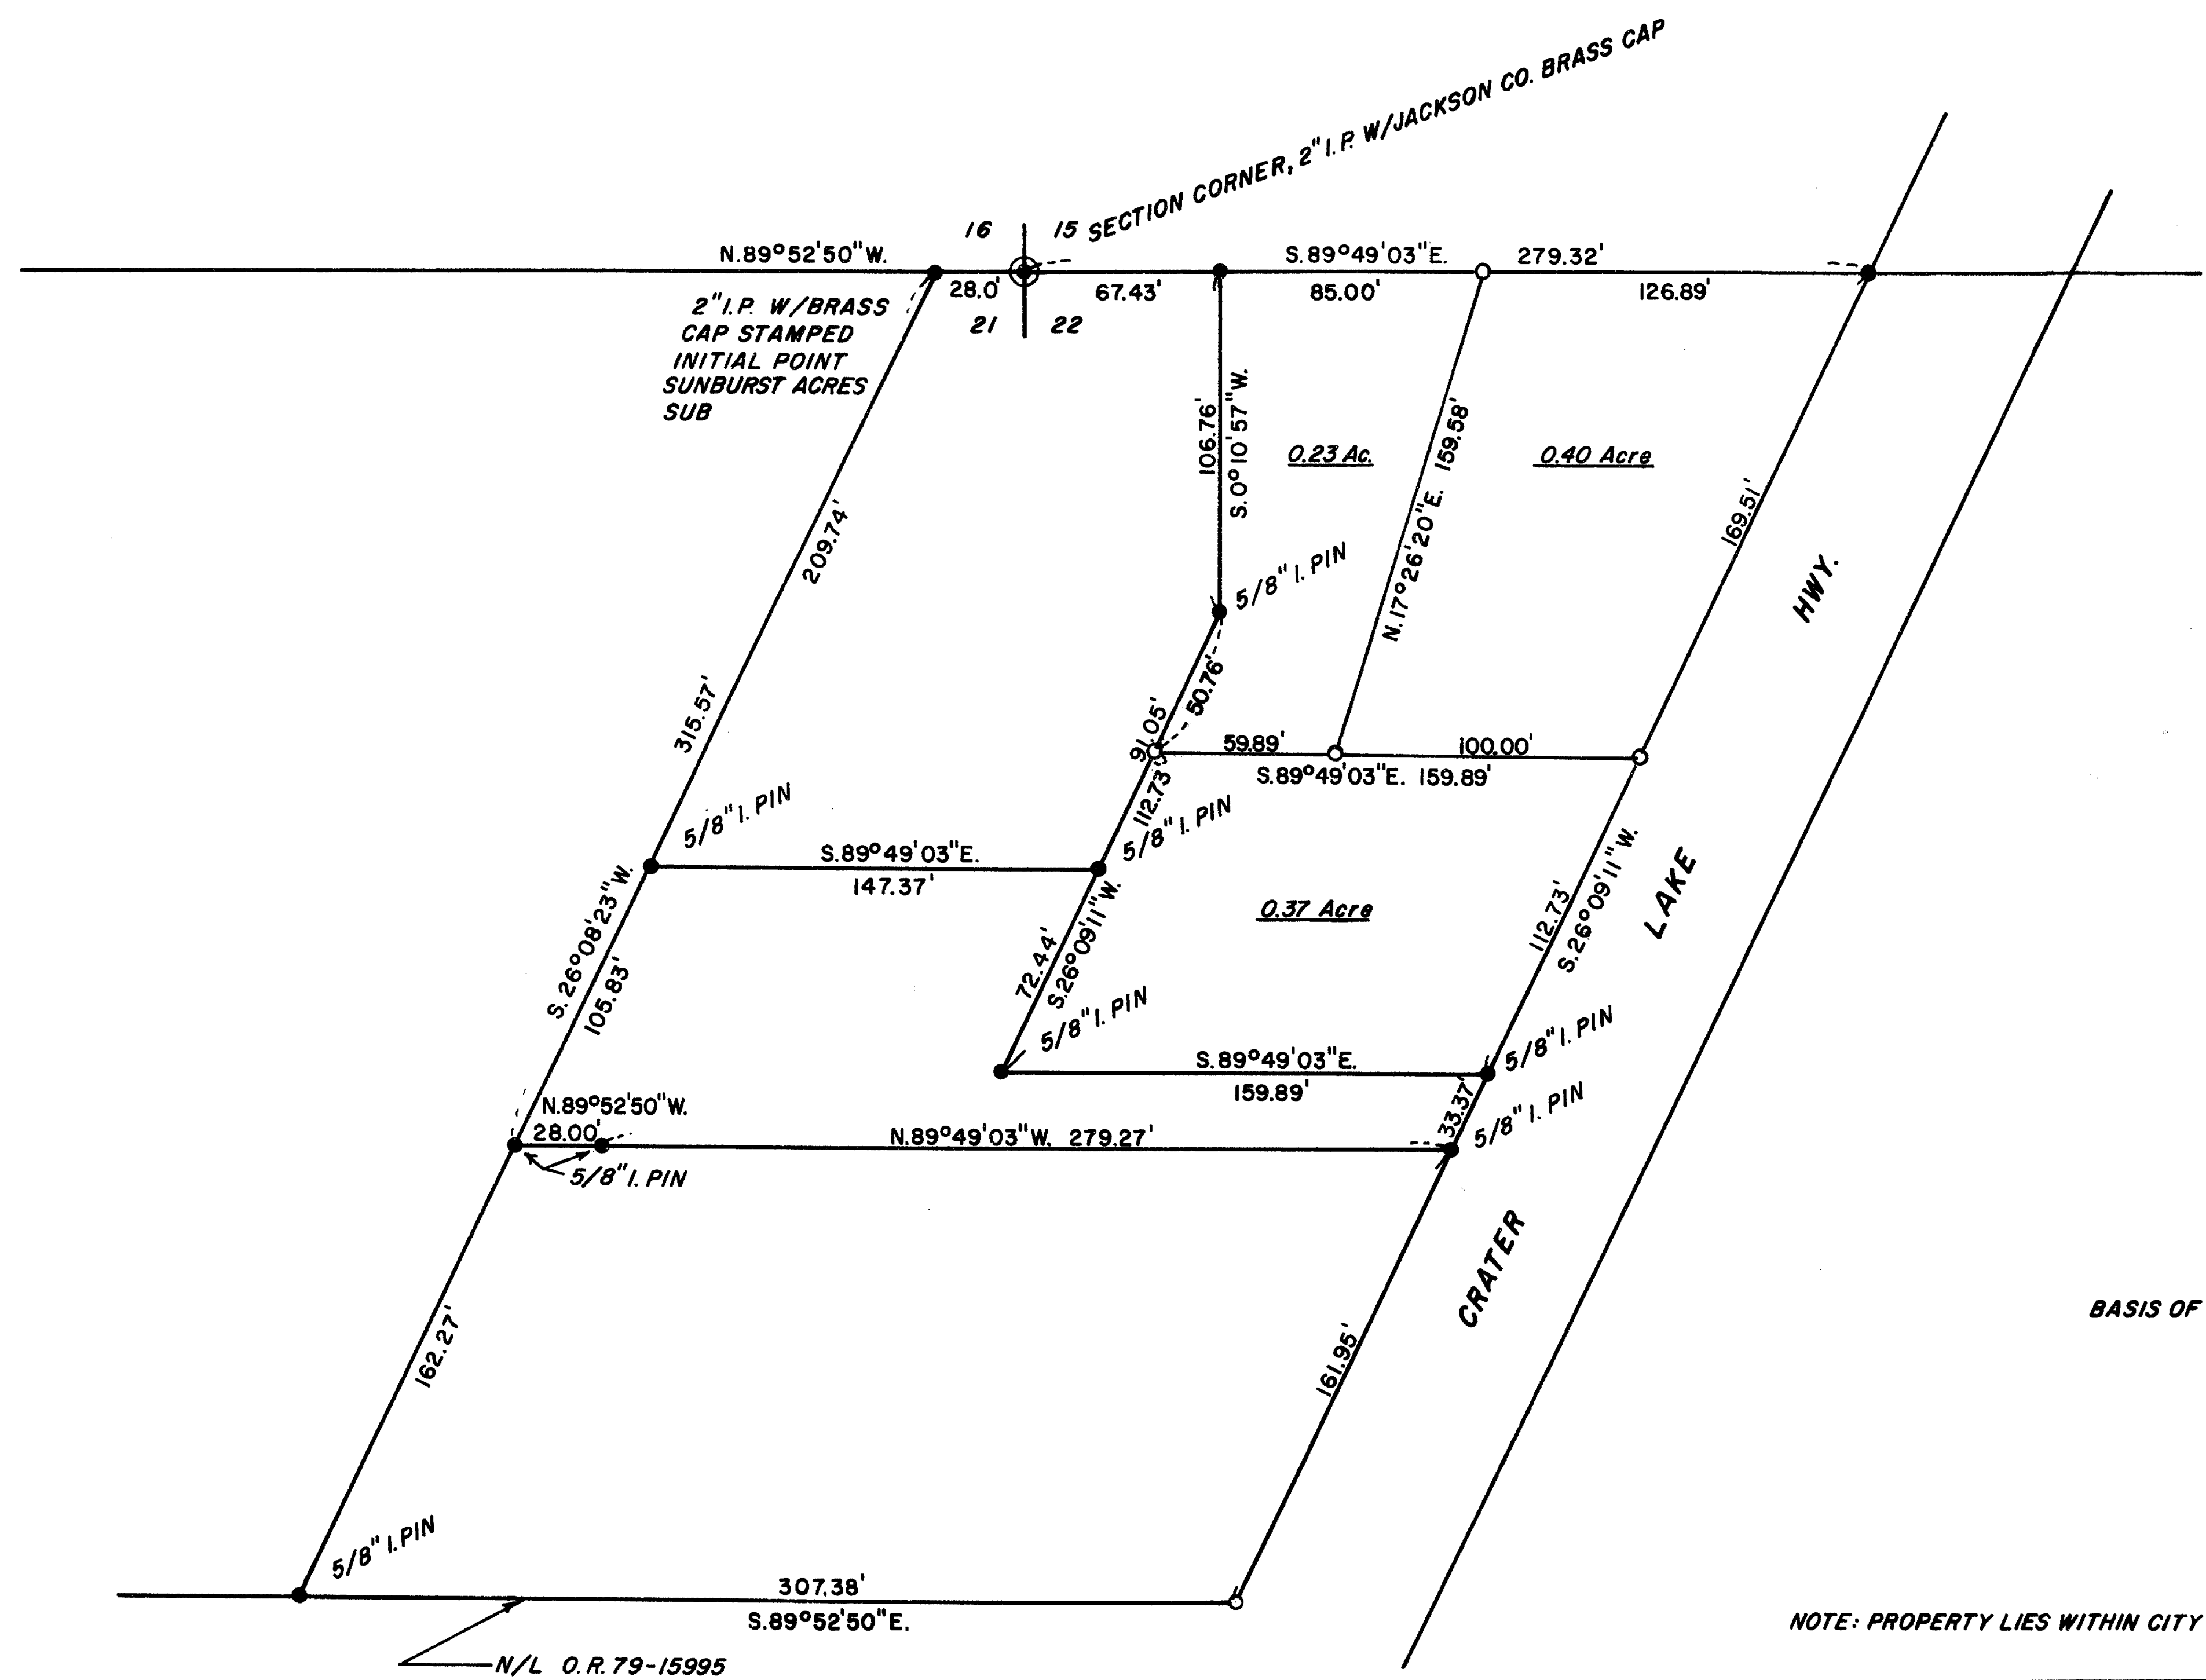 SECTION CORNER, 2" I.P. W/JACKSON CO. BRASS CAP
16
15
N.89°52'50"W.
S.89°49'03"E.
279.32'
28.0'
67.43'
85.00'
126.89'
21
22
2" I.P. W/BRASS
CAP STAMPED
INITIAL POINT
SUNBURST ACRES
SUB
106.76'
S.0°10'57"W.
0.23 Ac.
N.17°26'20"E. 159.58'
0.40 Acre
169.51'
209.74'
5/8" I. PIN
HWY.
315.57'
50.76'
91.05'
59.89'
100.00'
S.89°49'03"E. 159.89'
112.73'
5/8" I. PIN
5/8" I. PIN
S.89°49'03"E.
147.37'
S.26°08'23"W.
105.83'
72.44'
S.26°09'11"W.
0.37 Acre
112.73'
S.26°09'11"W.
LAKE
5/8" I. PIN
S.89°49'03"E.
159.89'
5/8" I. PIN
33.37'
5/8" I. PIN
N.89°52'50"W.
28.00'
N.89°49'03"W. 279.27'
5/8" I. PIN
CRATER
162.27'
161.95'
BASIS OF
5/8" I. PIN
307.38'
S.89°52'50"E.
N/L O.R. 79-15995
NOTE: PROPERTY LIES WITHIN CITY